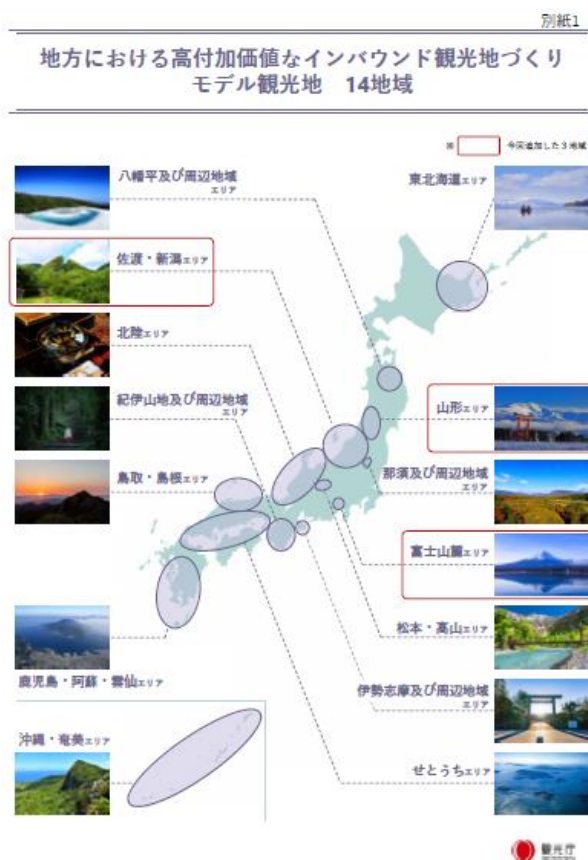 別紙1
地方における高付加価値なインバウンド観光地づくり
モデル観光地 14地域
※ 今回追加した3地域
八幡平及び周辺地域
エリア
東北海道エリア
佐渡・新潟エリア
北陸エリア
紀伊山地及び周辺地域
エリア
山形エリア
鳥取・島根エリア
那須及び周辺地域
エリア
富士山麓エリア
松本・高山エリア
鹿児島・阿蘇・雲仙エリア
伊勢志摩及び周辺地域
エリア
沖縄・奄美エリア
せとうちエリア
観光庁